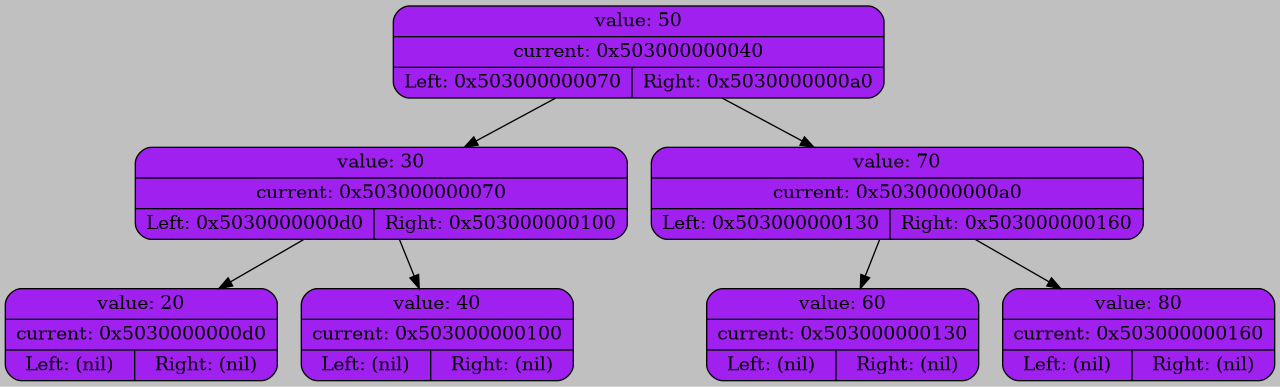 value: 50
current: 0x503000000040
Left: 0x503000000070 Right: 0x5030000000a0
value: 30
current: 0x503000000070
Left: 0x5030000000d0 Right: 0x503000000100
value: 70
current: 0x5030000000a0
Left: 0x503000000130 Right: 0x503000000160
value: 20
current: 0x5030000000d0
Left: (nil) Right: (nil)
value: 40
current: 0x503000000100
Left: (nil) Right: (nil)
value: 60
current: 0x503000000130
Left: (nil) Right: (nil)
value: 80
current: 0x503000000160
Left: (nil) Right: (nil)